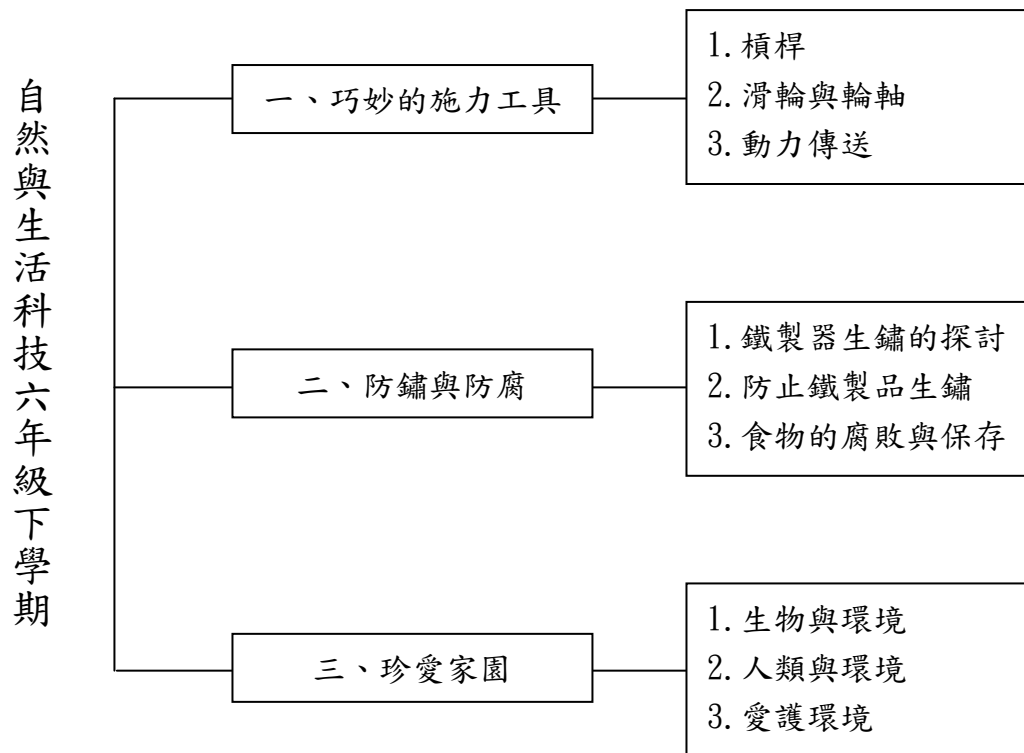 自然與生活科技六年級下學期
一、巧妙的施力工具
1.槓桿
2.滑輪與輪軸
3.動力傳送
二、防鏽與防腐
1.鐵製器生鏽的探討
2.防止鐵製品生鏽
3.食物的腐敗與保存
三、珍愛家園
1.生物與環境
2.人類與環境
3.愛護環境